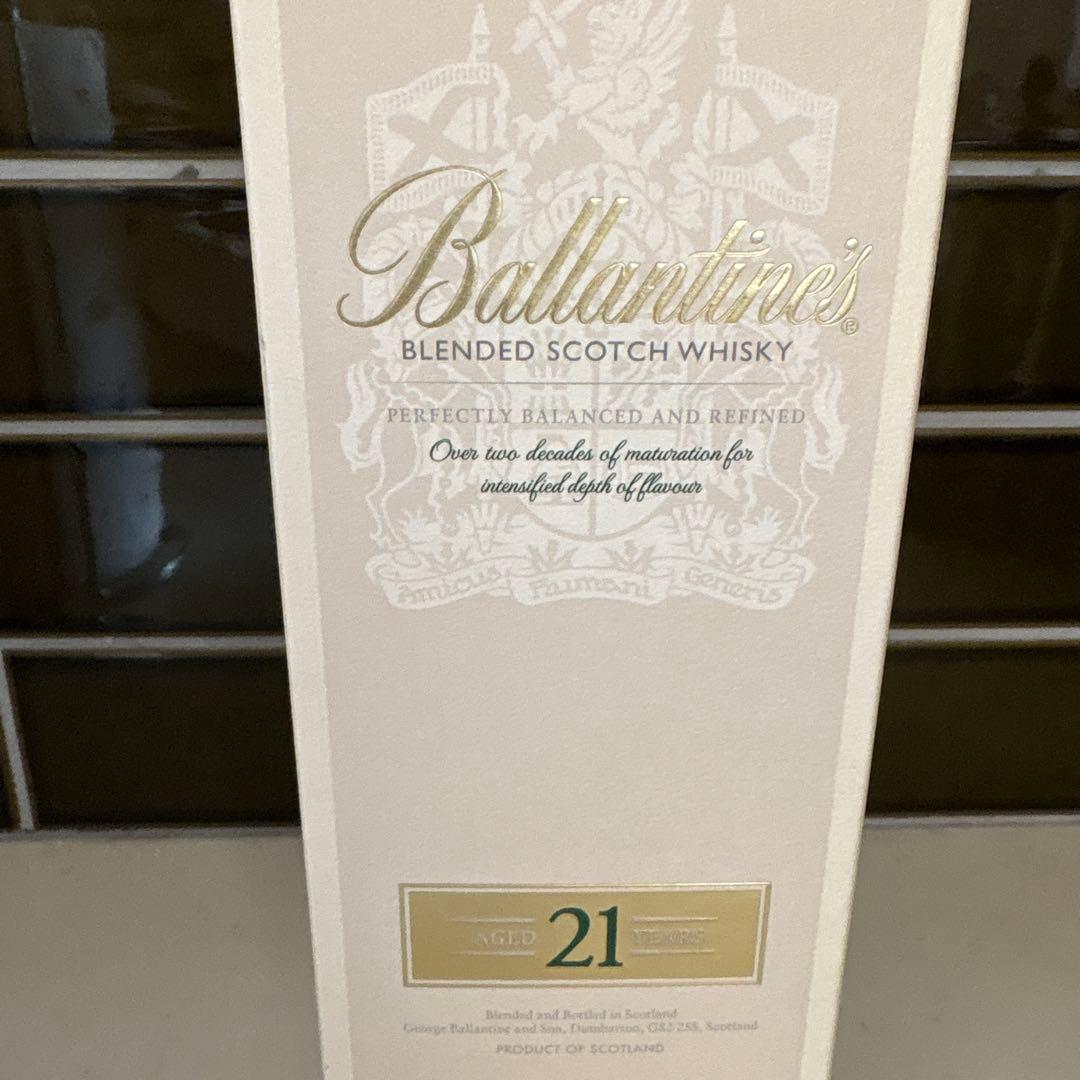 Ballantine's®
BLENDED SCOTCH WHISKY
PERFECTLY BALANCED AND REFINED
Over two decades of maturation for
intensified depth of flavour
Amicus Humani Generis
AGED 21 YEARS
Blended and Bottled in Scotland
George Ballantine and Son, Dumbarton, G82 2SS, Scotland
PRODUCT OF SCOTLAND